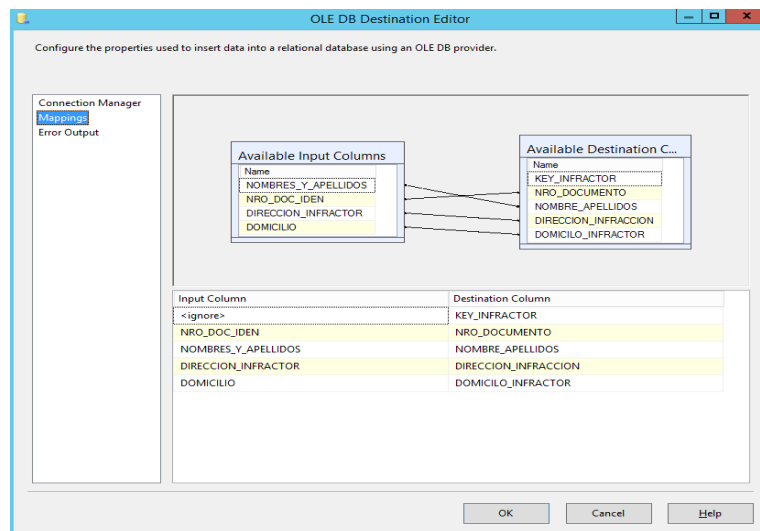 OLE DB Destination Editor
Configure the properties used to insert data into a relational database using an OLE DB provider.
Connection Manager
Mappings
Error Output
Available Input Columns
Name
NOMBRES_Y_APELLIDOS
NRO_DOC_IDEN
DIRECCION_INFRACTOR
DOMICILIO
Available Destination C...
Name
KEY_INFRACTOR
NRO_DOCUMENTO
NOMBRE_APELLIDOS
DIRECCION_INFRACCION
DOMICILO_INFRACTOR
Input Column Destination Column
<ignore> KEY_INFRACTOR
NRO_DOC_IDEN NRO_DOCUMENTO
NOMBRES_Y_APELLIDOS NOMBRE_APELLIDOS
DIRECCION_INFRACTOR DIRECCION_INFRACCION
DOMICILIO DOMICILO_INFRACTOR
OK Cancel Help